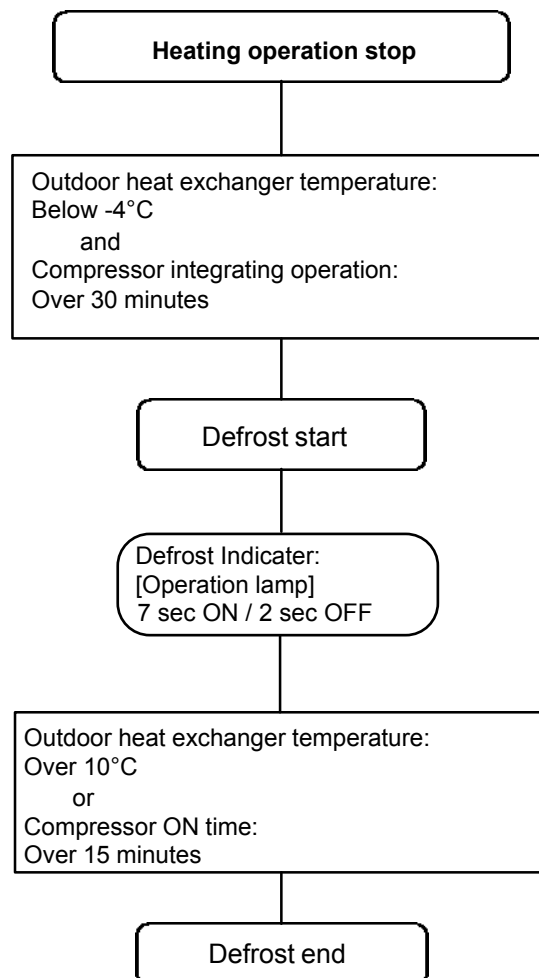 Heating operation stop
Outdoor heat exchanger temperature:
Below -4°C
and
Compressor integrating operation:
Over 30 minutes
Defrost start
Defrost Indicater:
[Operation lamp]
7 sec ON / 2 sec OFF
Outdoor heat exchanger temperature:
Over 10°C
or
Compressor ON time:
Over 15 minutes
Defrost end